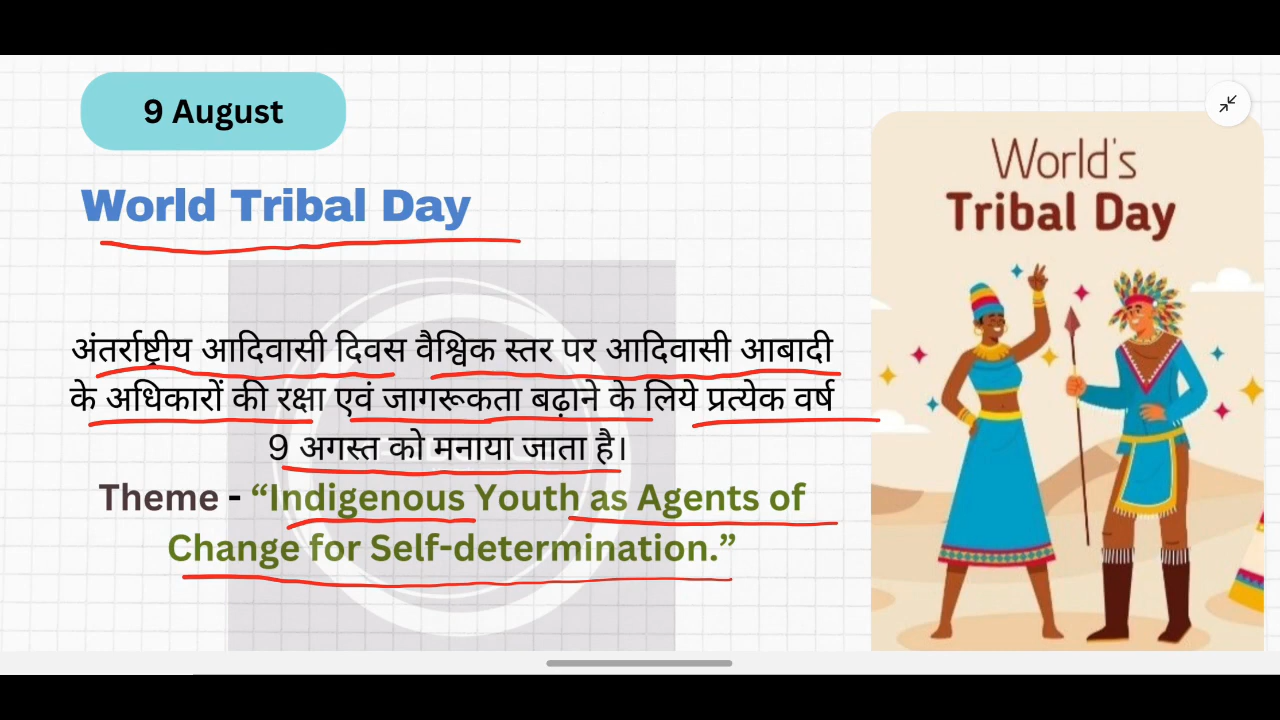 9 August
World Tribal Day
अंतर्राष्ट्रीय आदिवासी दिवस वैश्विक स्तर पर आदिवासी आबादी
के अधिकारों की रक्षा एवं जागरूकता बढ़ाने के लिये प्रत्येक वर्ष
9 अगस्त को मनाया जाता है।
Theme - “Indigenous Youth as Agents of
Change for Self-determination.”
World's
Tribal Day